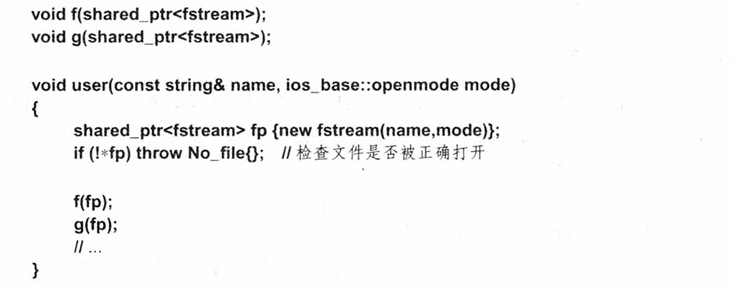 void f(shared_ptr<fstream>);
void g(shared_ptr<fstream>);
void user(const string& name, ios_base::openmode mode)
{
shared_ptr<fstream> fp {new fstream(name,mode)};
if (!*fp) throw No_file{}; // 检查文件是否被正确打开
f(fp);
g(fp);
// ...
}